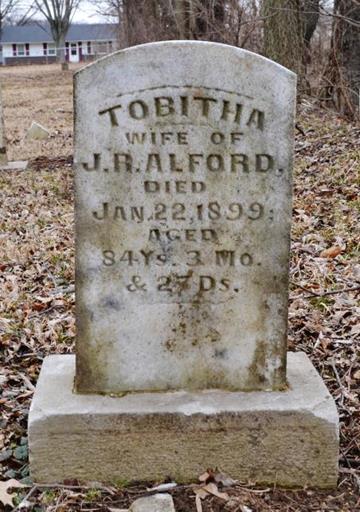 TOBITHA
WIFE OF
J.R. ALFORD,
DIED
JAN.22,1899;
AGED
84Ys. 3 Mo.
& 27 Ds.